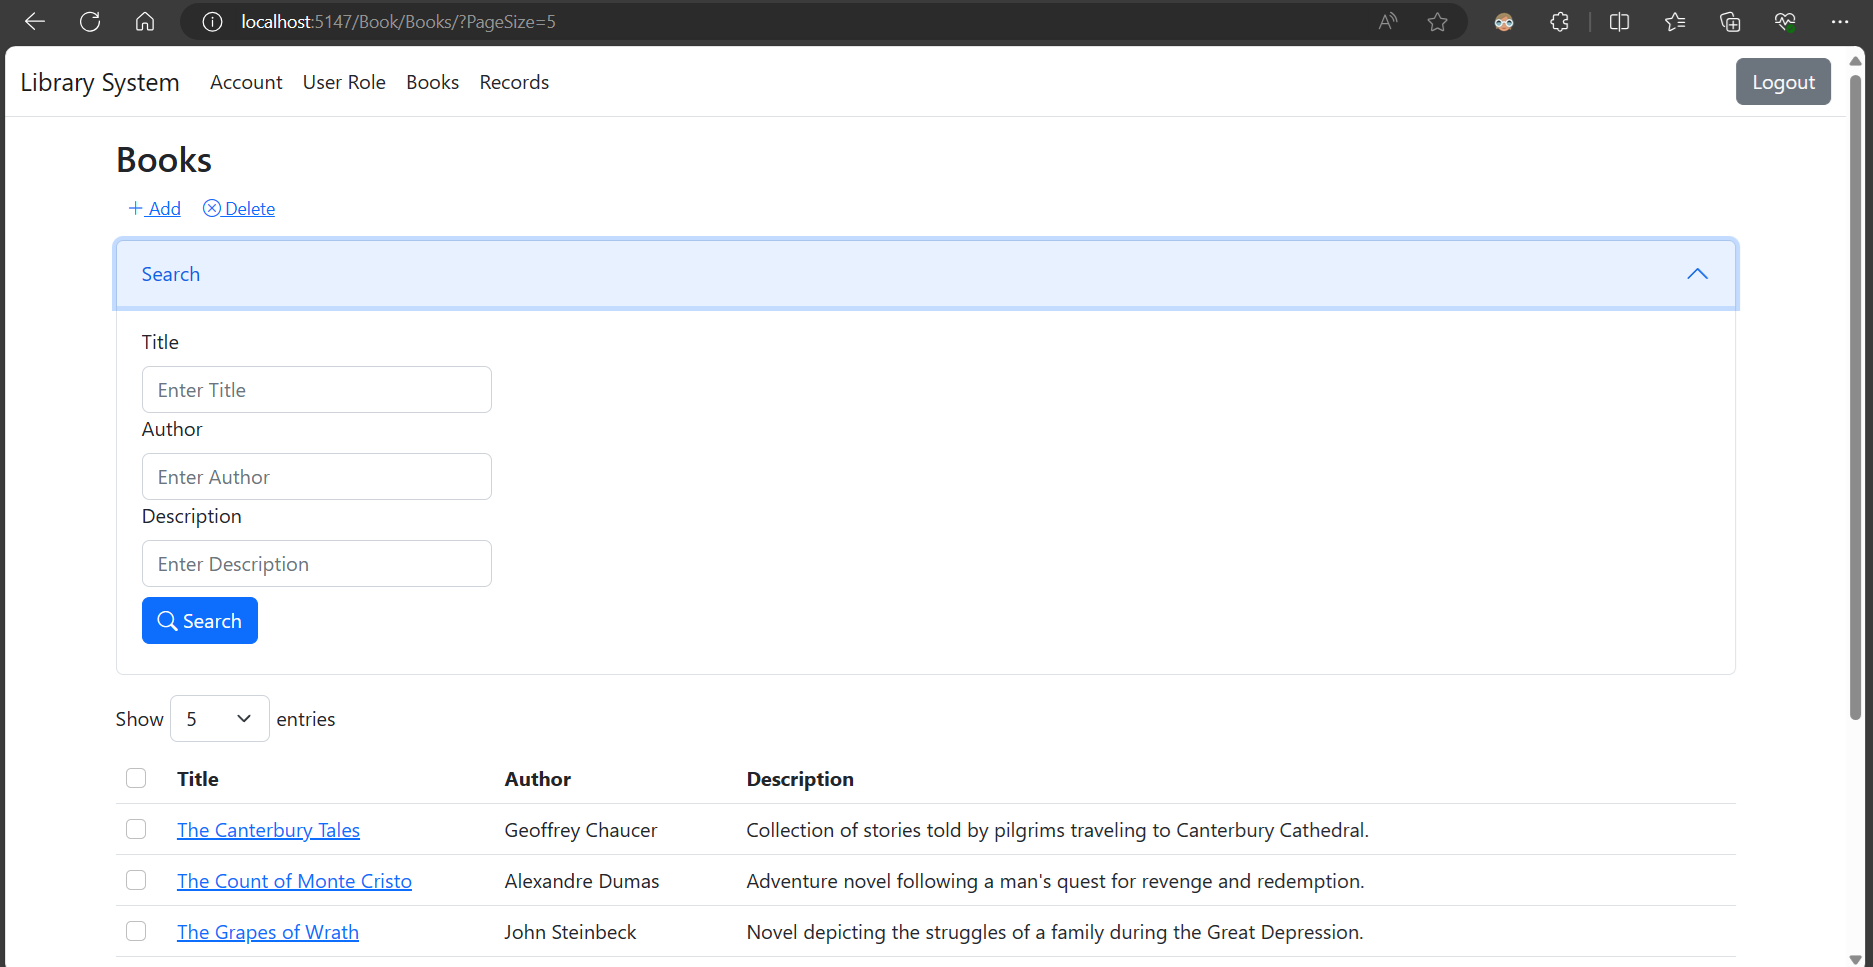 localhost:5147/Book/Books/?PageSize=5
Library System Account User Role Books Records Logout
Books
Add Delete
Search
Title
Enter Title
Author
Enter Author
Description
Enter Description
Search
Show 5 entries
Title Author Description
The Canterbury Tales Geoffrey Chaucer Collection of stories told by pilgrims traveling to Canterbury Cathedral.
The Count of Monte Cristo Alexandre Dumas Adventure novel following a man's quest for revenge and redemption.
The Grapes of Wrath John Steinbeck Novel depicting the struggles of a family during the Great Depression.